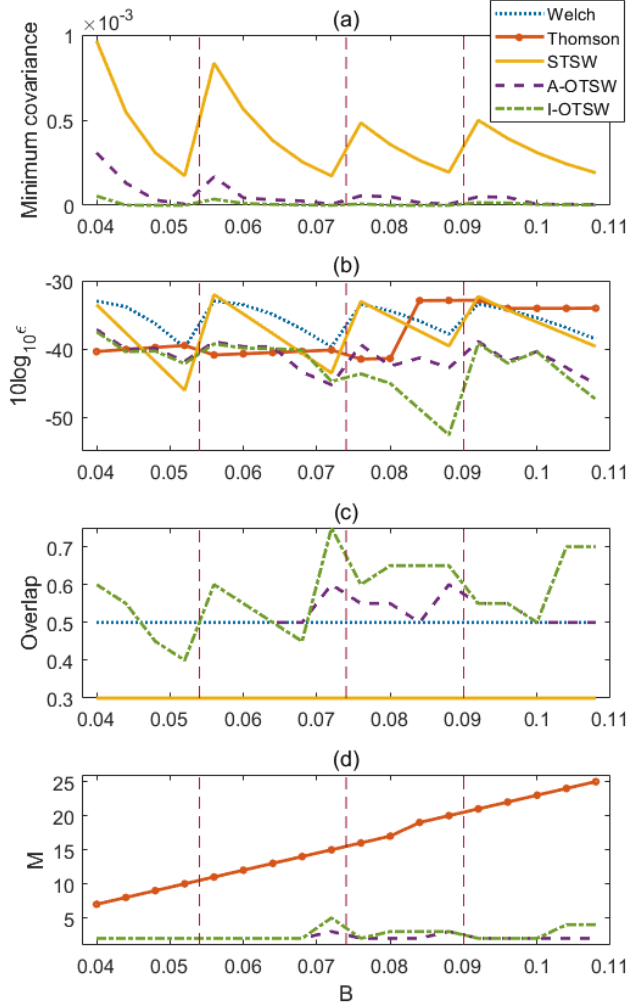 (a)
×10⁻³
Welch
Thomson
STSW
A-OTSW
I-OTSW
Minimum covariance
1
0.5
0
0.04 0.05 0.06 0.07 0.08 0.09 0.1 0.11
(b)
10log₁₀ϵ
-30
-40
-50
0.04 0.05 0.06 0.07 0.08 0.09 0.1 0.11
(c)
Overlap
0.7
0.6
0.5
0.4
0.3
0.04 0.05 0.06 0.07 0.08 0.09 0.1 0.11
(d)
M
25
20
15
10
5
0.04 0.05 0.06 0.07 0.08 0.09 0.1 0.11
B